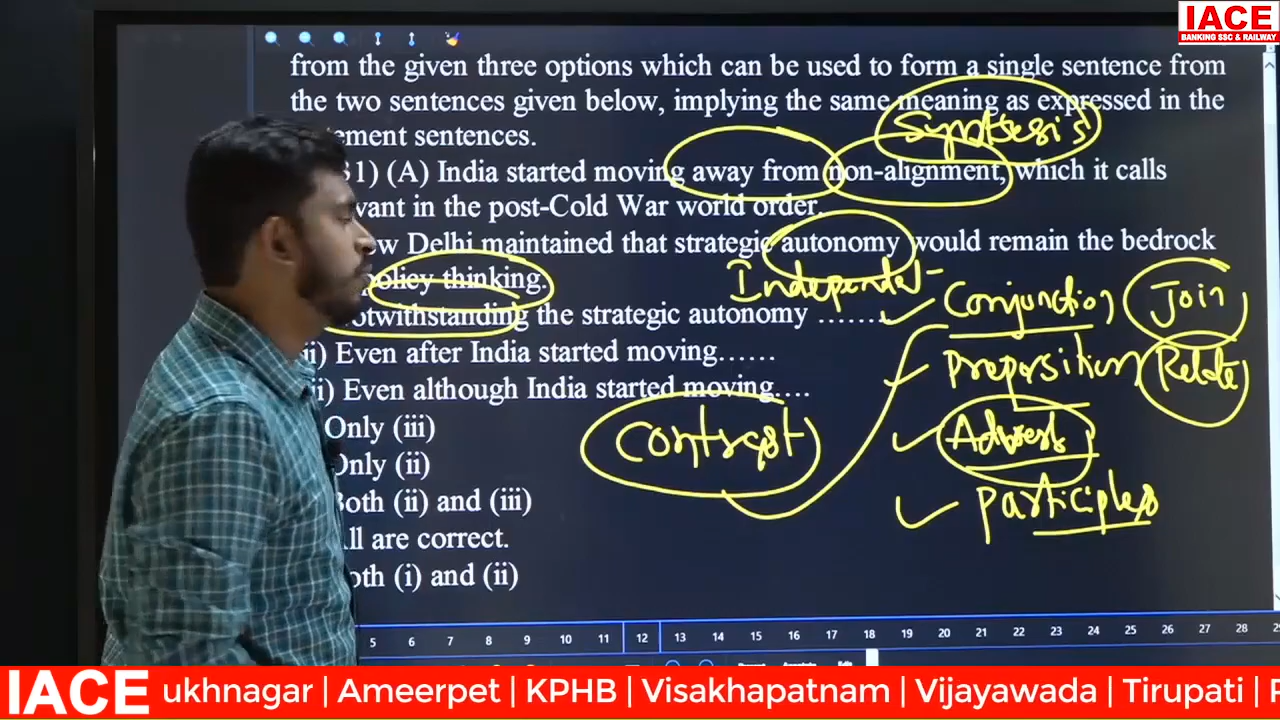 IACE
BANKING SSC & RAILWAY
from the given three options which can be used to form a single sentence from
the two sentences given below, implying the same meaning as expressed in the
tement sentences.
Synthesis
31) (A) India started moving away from non-alignment, which it calls
vant in the post-Cold War world order.
w Delhi maintained that strategic autonomy would remain the bedrock
policy thinking.
Independent
otwithstanding the strategic autonomy ……
Conjunction
Join
i) Even after India started moving……
Preposition
Relate
i) Even although India started moving….
Contrast
Adverbs
Only (iii)
Only (ii)
Both (ii) and (iii)
Participles
ll are correct.
oth (i) and (ii)
5 6 7 8 9 10 11 12 13 14 15 16 17 18 19 20 21 22 23 24 25 26 27 28
IACE ukhnagar | Ameerpet | KPHB | Visakhapatnam | Vijayawada | Tirupati |